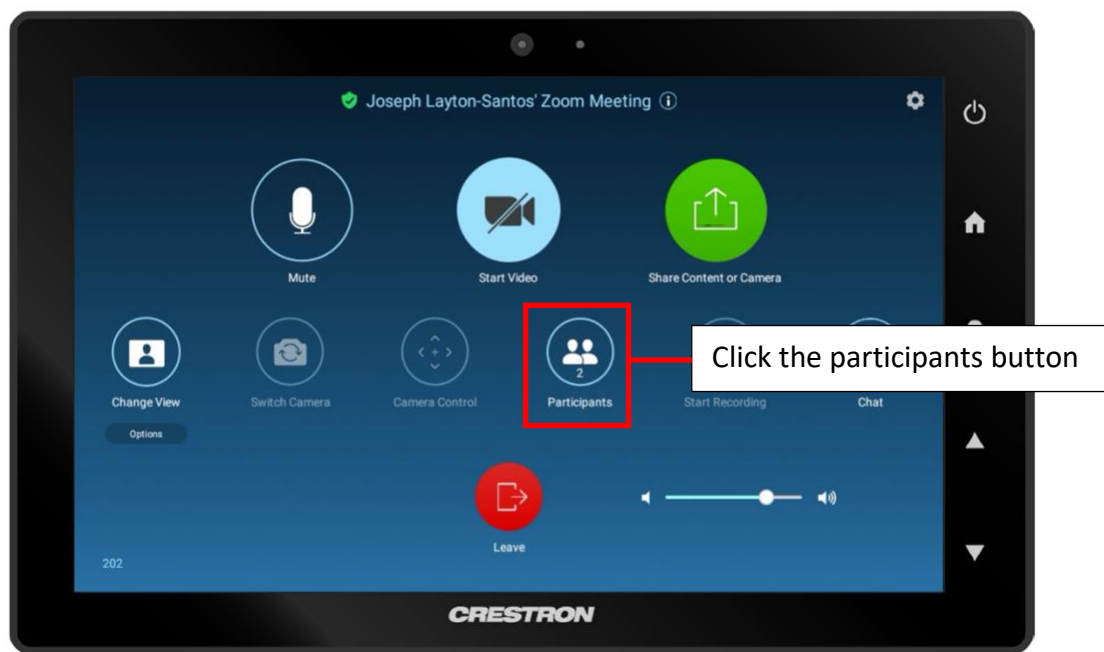 Joseph Layton-Santos' Zoom Meeting
Mute
Start Video
Share Content or Camera
2
Click the participants button
Change View
Switch Camera
Camera Control
Participants
Start Recording
Chat
Options
Leave
202
CRESTRON